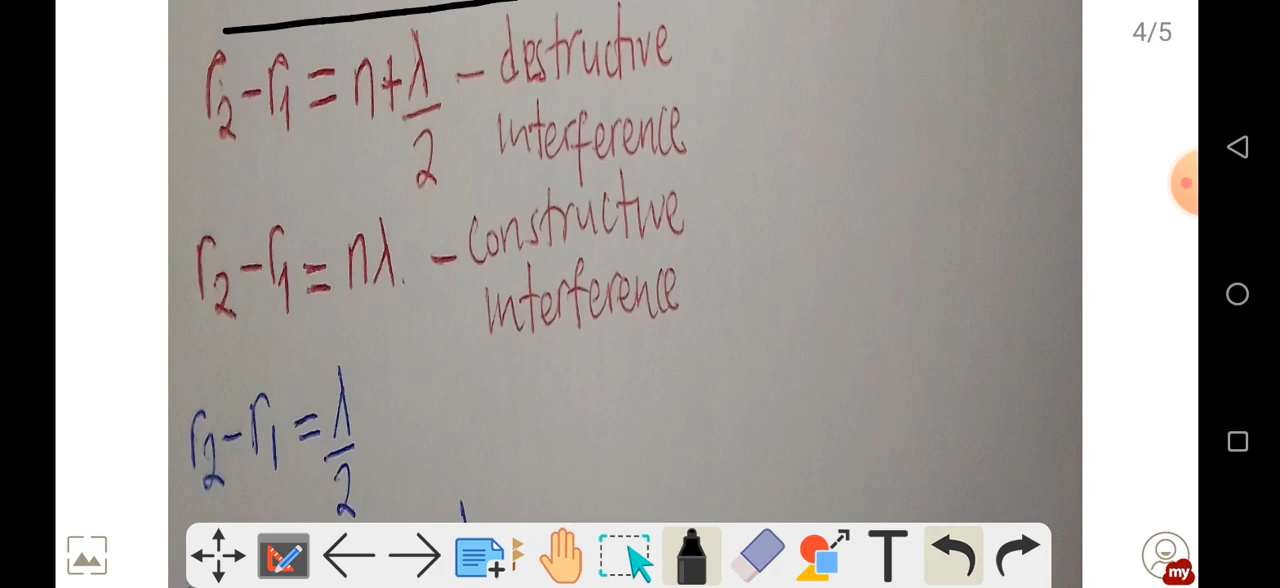 4/5
r₂-r₁ = n+λ/2 - destructive
interference
r₂-r₁ = nλ. - constructive
interference
r₂-r₁ = λ/2
T
my